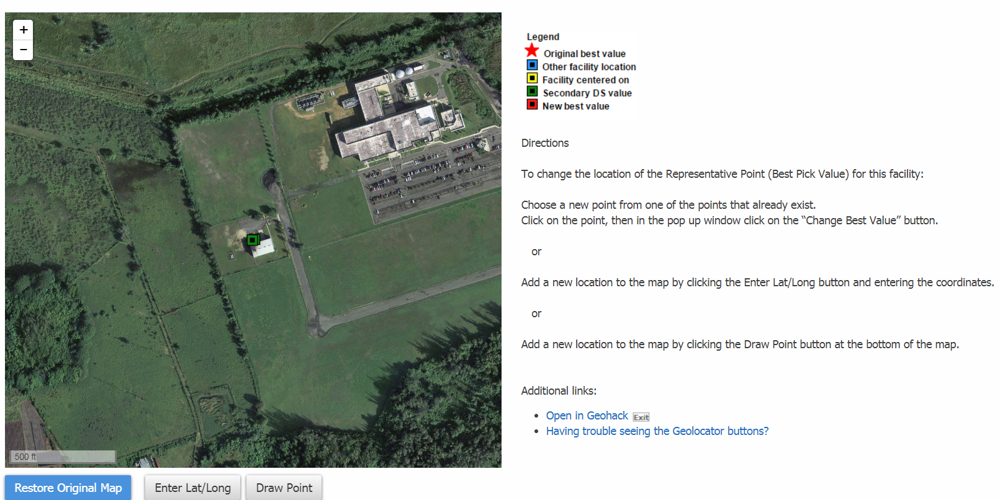 +
−
Legend
Original best value
Other facility location
Facility centered on
Secondary DS value
New best value
Directions
To change the location of the Representative Point (Best Pick Value) for this facility:
Choose a new point from one of the points that already exist.
Click on the point, then in the pop up window click on the “Change Best Value” button.
or
Add a new location to the map by clicking the Enter Lat/Long button and entering the coordinates.
or
Add a new location to the map by clicking the Draw Point button at the bottom of the map.
Additional links:
Open in Geohack Exit
Having trouble seeing the Geolocator buttons?
500 ft
Restore Original Map Enter Lat/Long Draw Point